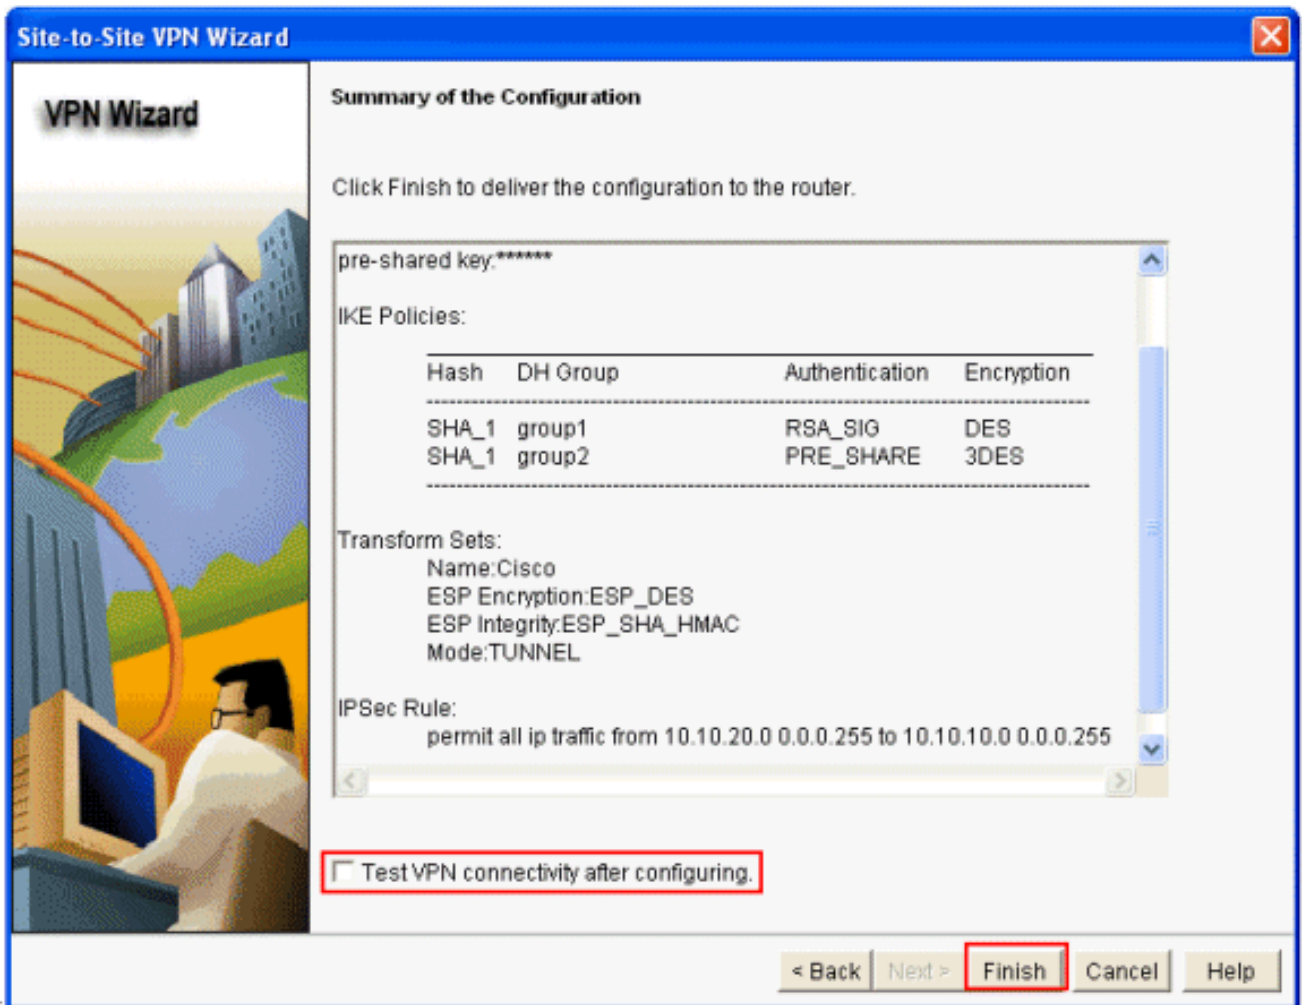 Site-to-Site VPN Wizard
VPN Wizard
Summary of the Configuration
Click Finish to deliver the configuration to the router.
pre-shared key:******
IKE Policies:
Hash DH Group Authentication Encryption
SHA_1 group1 RSA_SIG DES
SHA_1 group2 PRE_SHARE 3DES
Transform Sets:
Name:Cisco
ESP Encryption:ESP_DES
ESP Integrity:ESP_SHA_HMAC
Mode:TUNNEL
IPSec Rule:
permit all ip traffic from 10.10.20.0 0.0.0.255 to 10.10.10.0 0.0.0.255
Test VPN connectivity after configuring.
< Back Next > Finish Cancel Help